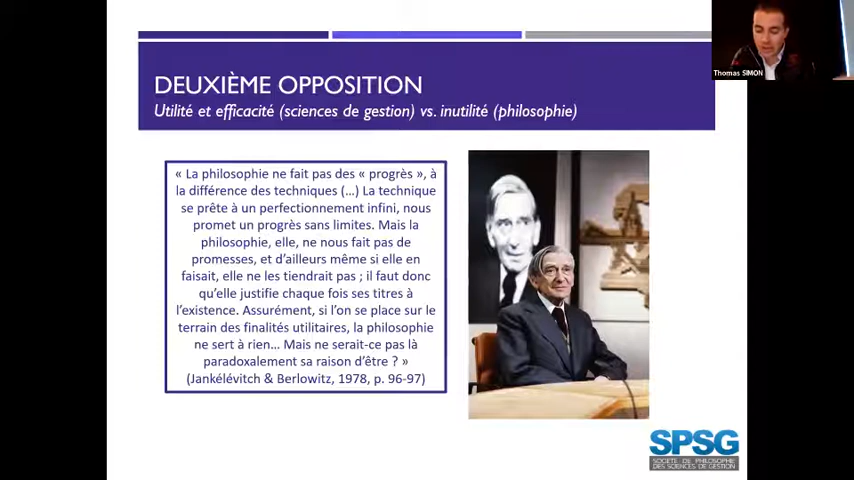 Thomas SIMON
DEUXIÈME OPPOSITION
Utilité et efficacité (sciences de gestion) vs. inutilité (philosophie)
« La philosophie ne fait pas des « progrès », à
la différence des techniques (…) La technique
se prête à un perfectionnement infini, nous
promet un progrès sans limites. Mais la
philosophie, elle, ne nous fait pas de
promesses, et d’ailleurs même si elle en
faisait, elle ne les tiendrait pas ; il faut donc
qu’elle justifie chaque fois ses titres à
l’existence. Assurément, si l’on se place sur le
terrain des finalités utilitaires, la philosophie
ne sert à rien… Mais ne serait-ce pas là
paradoxalement sa raison d’être ? »
(Jankélévitch & Berlowitz, 1978, p. 96-97)
SPSG
SOCIÉTÉ DE PHILOSOPHIE
DES SCIENCES DE GESTION